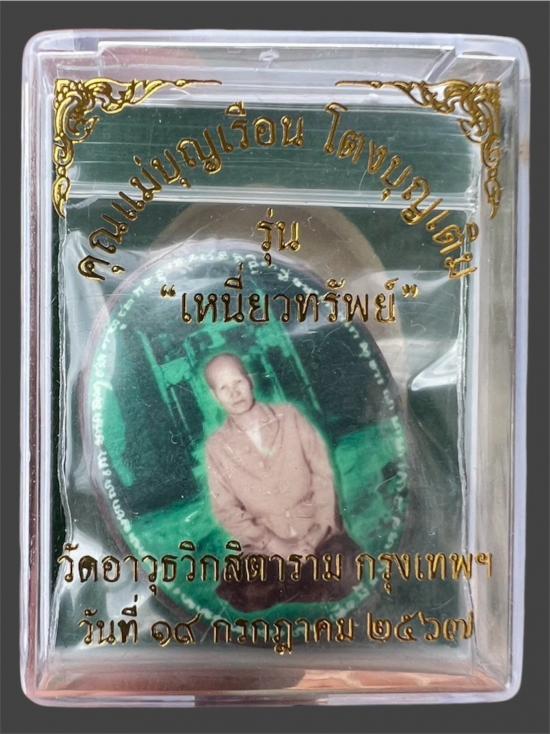 คุณแม่บุญเรือน โตงบุญเติม
รุ่น
“เหนี่ยวทรัพย์”
วัดอาวุธวิกสิตาราม กรุงเทพฯ
วันที่ ๑๙ กรกฎาคม ๒๕๖๗